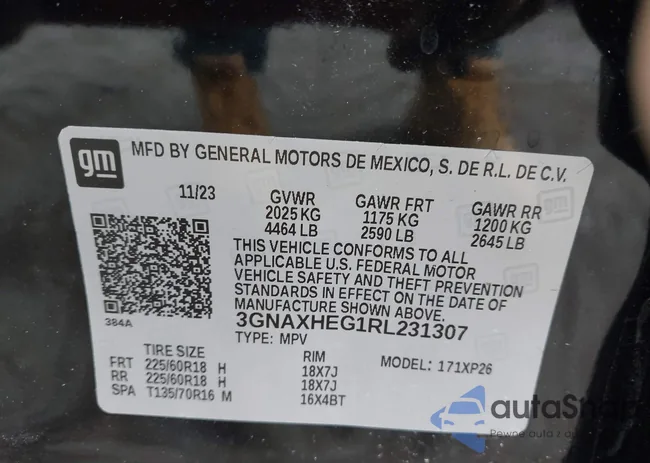 gm
MFD BY GENERAL MOTORS DE MEXICO, S. DE R.L. DE C.V.
11/23 GVWR GAWR FRT GAWR RR
2025 KG 1175 KG 1200 KG
4464 LB 2590 LB 2645 LB
THIS VEHICLE CONFORMS TO ALL
APPLICABLE U.S. FEDERAL MOTOR
VEHICLE SAFETY AND THEFT PREVENTION
STANDARDS IN EFFECT ON THE DATE OF
MANUFACTURE SHOWN ABOVE.
384A
3GNAXHEG1RL231307
TYPE: MPV
MODEL: 171XP26
TIRE SIZE RIM
FRT 225/60R18 H 18X7J
RR 225/60R18 H 18X7J
SPA T135/70R16 M 16X4BT
Pewne auta z